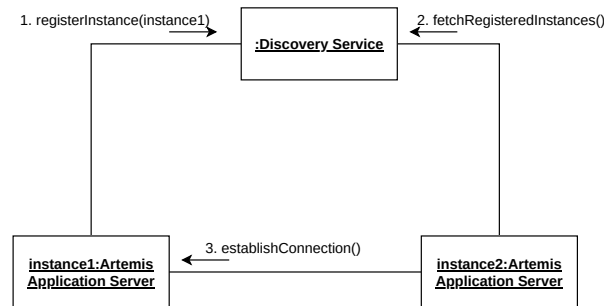 1. registerInstance(instance1)
2. fetchRegisteredInstances()
:Discovery Service
3. establishConnection()
instance1:Artemis
Application Server
instance2:Artemis
Application Server